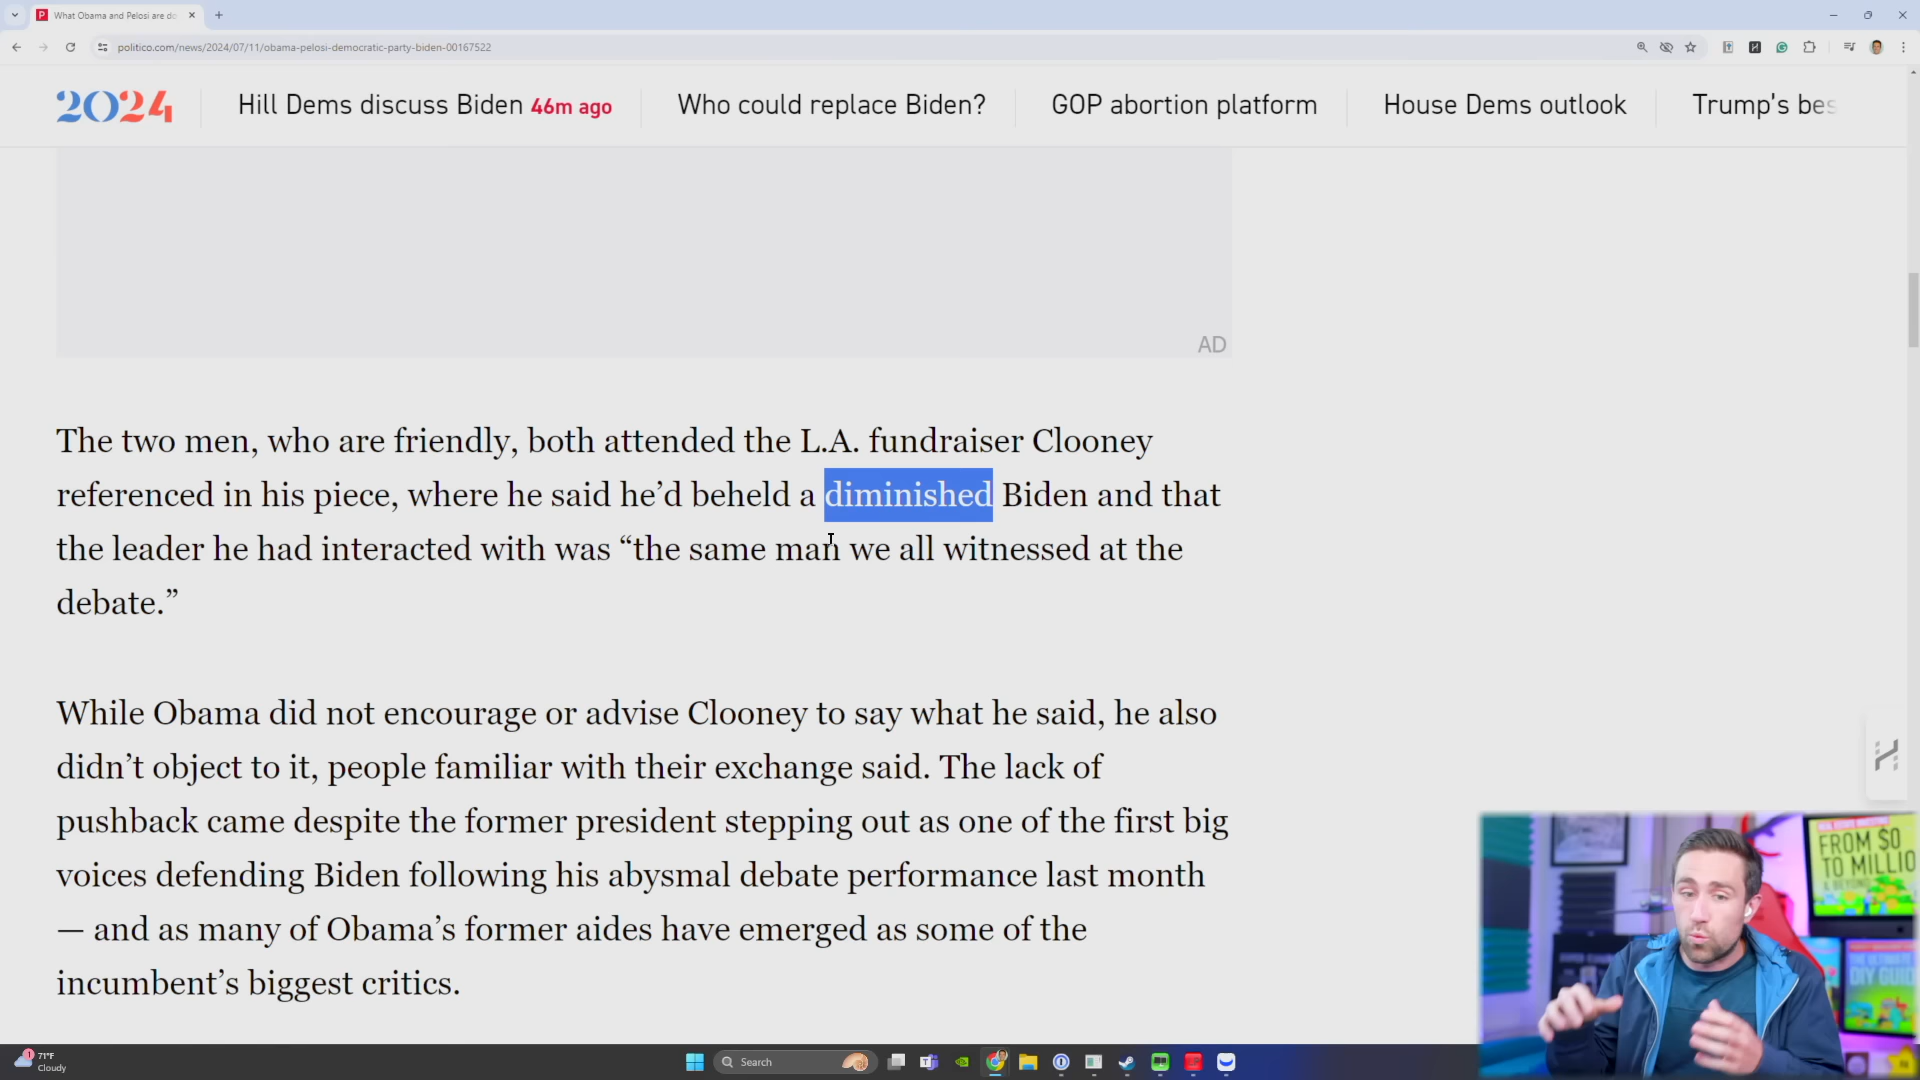 What Obama and Pelosi are do
politico.com/news/2024/07/11/obama-pelosi-democratic-party-biden-00167522
2024
Hill Dems discuss Biden 46m ago
Who could replace Biden?
GOP abortion platform
House Dems outlook
Trump's bes
AD
The two men, who are friendly, both attended the L.A. fundraiser Clooney
referenced in his piece, where he said he’d beheld a diminished Biden and that
the leader he had interacted with was “the same man we all witnessed at the
debate.”
While Obama did not encourage or advise Clooney to say what he said, he also
didn’t object to it, people familiar with their exchange said. The lack of
pushback came despite the former president stepping out as one of the first big
voices defending Biden following his abysmal debate performance last month
— and as many of Obama’s former aides have emerged as some of the
incumbent’s biggest critics.
FROM $0
TO MILLIO
& BEYOND
DIY GUID
1
71°F
Cloudy
Search